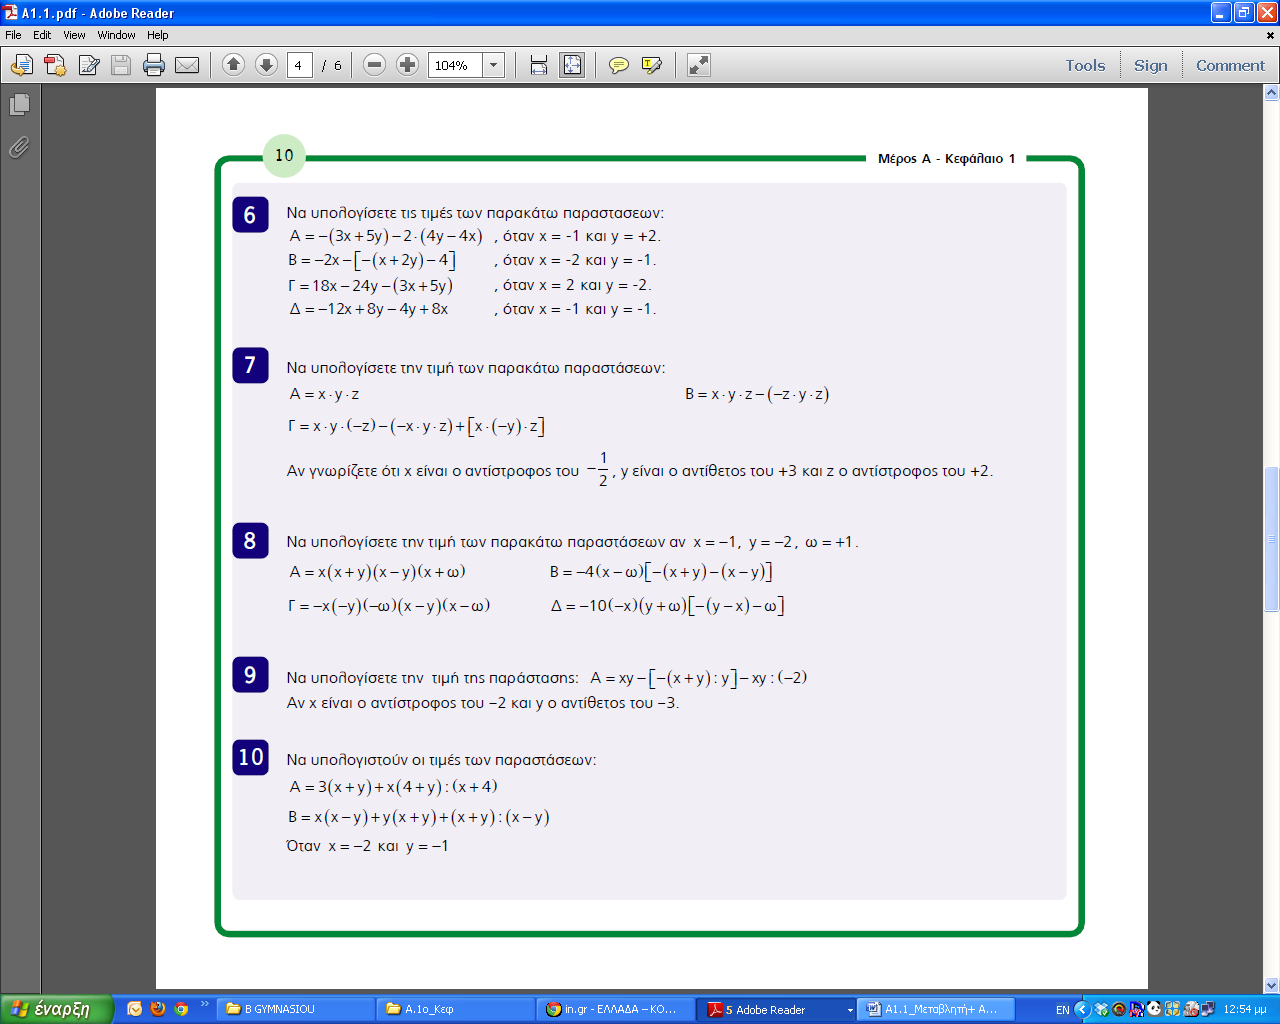 A1.1.pdf - Adobe Reader
File Edit View Window Help
4 / 6 104% Tools Sign Comment
10
Μέρος Α - Κεφάλαιο 1
6 Να υπολογίσετε τις τιμές των παρακάτω παραστασεων:
Α = −(3x + 5y) − 2 · (4y − 4x) , όταν x = -1 και y = +2.
Β = −2x − [−(x + 2y) − 4] , όταν x = -2 και y = -1.
Γ = 18x − 24y − (3x + 5y) , όταν x = 2 και y = -2.
Δ = −12x + 8y − 4y + 8x , όταν x = -1 και y = -1.
7 Να υπολογίσετε την τιμή των παρακάτω παραστάσεων:
Α = x · y · z Β = x · y · z − (−z · y · z)
Γ = x · y · (−z) − (−x · y · z) + [x · (−y) · z]
Αν γνωρίζετε ότι x είναι ο αντίστροφος του −1/2 , y είναι ο αντίθετος του +3 και z ο αντίστροφος του +2.
8 Να υπολογίσετε την τιμή των παρακάτω παραστάσεων αν x = −1, y = −2, ω = +1.
Α = x(x + y)(x − y)(x + ω) Β = −4(x − ω)[−(x + y) − (x − y)]
Γ = −x(−y)(−ω)(x − y)(x − ω) Δ = −10(−x)(y + ω)[−(y − x) − ω]
9 Να υπολογίσετε την τιμή της παράστασης: Α = xy − [−(x + y) : y] − xy : (−2)
Αν x είναι ο αντίστροφος του −2 και y ο αντίθετος του −3.
10 Να υπολογιστούν οι τιμές των παραστάσεων:
Α = 3(x + y) + x(4 + y) : (x + 4)
Β = x(x − y) + y(x + y) + (x + y) : (x − y)
Όταν x = −2 και y = −1
έναρξη B GYMNASIOU Α.1ο_Κεφ in.gr - ΕΛΛΑΔΑ – ΚΟ... 5 Adobe Reader Α1.1_Μεταβλητή+ Α... EN 12:54 μμ